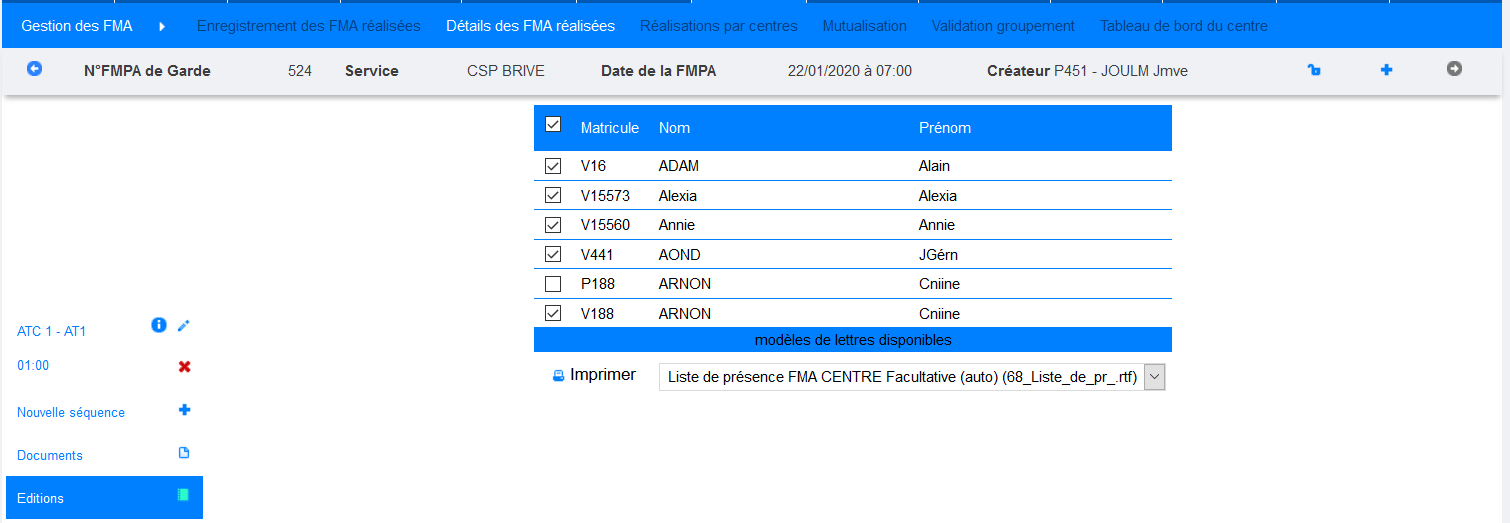 Gestion des FMA Enregistrement des FMA réalisées Détails des FMA réalisées Réalisations par centres Mutualisation Validation groupement Tableau de bord du centre
N°FMPA de Garde 524 Service CSP BRIVE Date de la FMPA 22/01/2020 à 07:00 Créateur P451 - JOULM Jmve
Matricule Nom Prénom
V16 ADAM Alain
V15573 Alexia Alexia
V15560 Annie Annie
V441 AOND JGérn
P188 ARNON Cniine
V188 ARNON Cniine
modèles de lettres disponibles
Imprimer Liste de présence FMA CENTRE Facultative (auto) (68_Liste_de_pr_.rtf)
ATC 1 - AT1
01:00
Nouvelle séquence
Documents
Editions